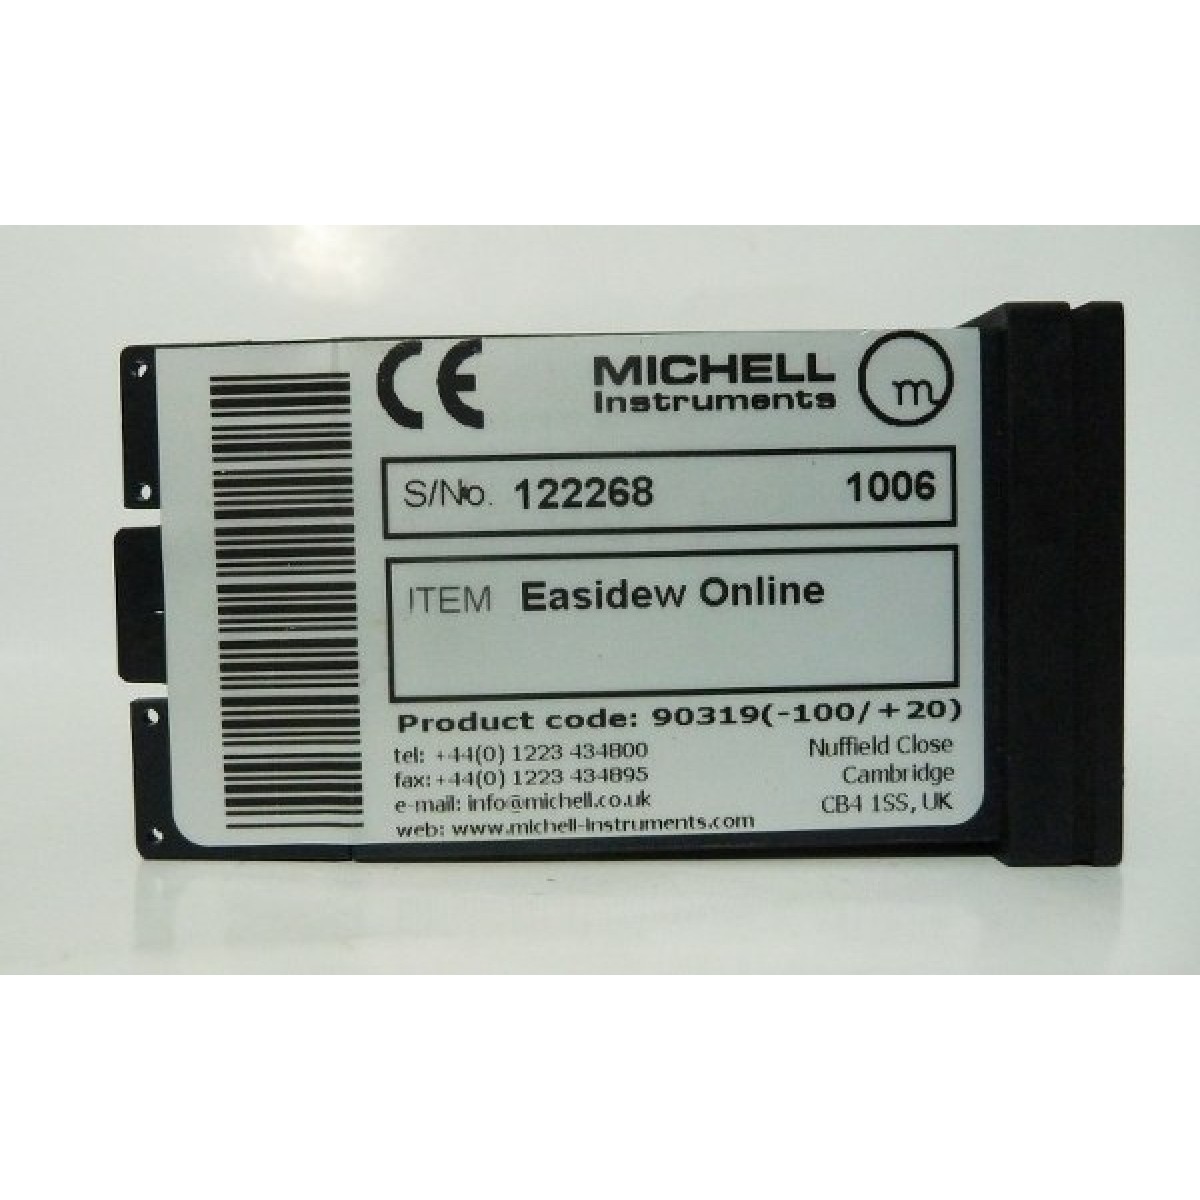 CE MICHELL
Instruments m
S/No. 122268 1006
ITEM Easidew Online
Product code: 90319(-100/+20)
tel: +44(0) 1223 434800 Nuffield Close
fax: +44(0) 1223 434895 Cambridge
e-mail: info@michell.co.uk CB4 1SS, UK
web: www.michell-instruments.com